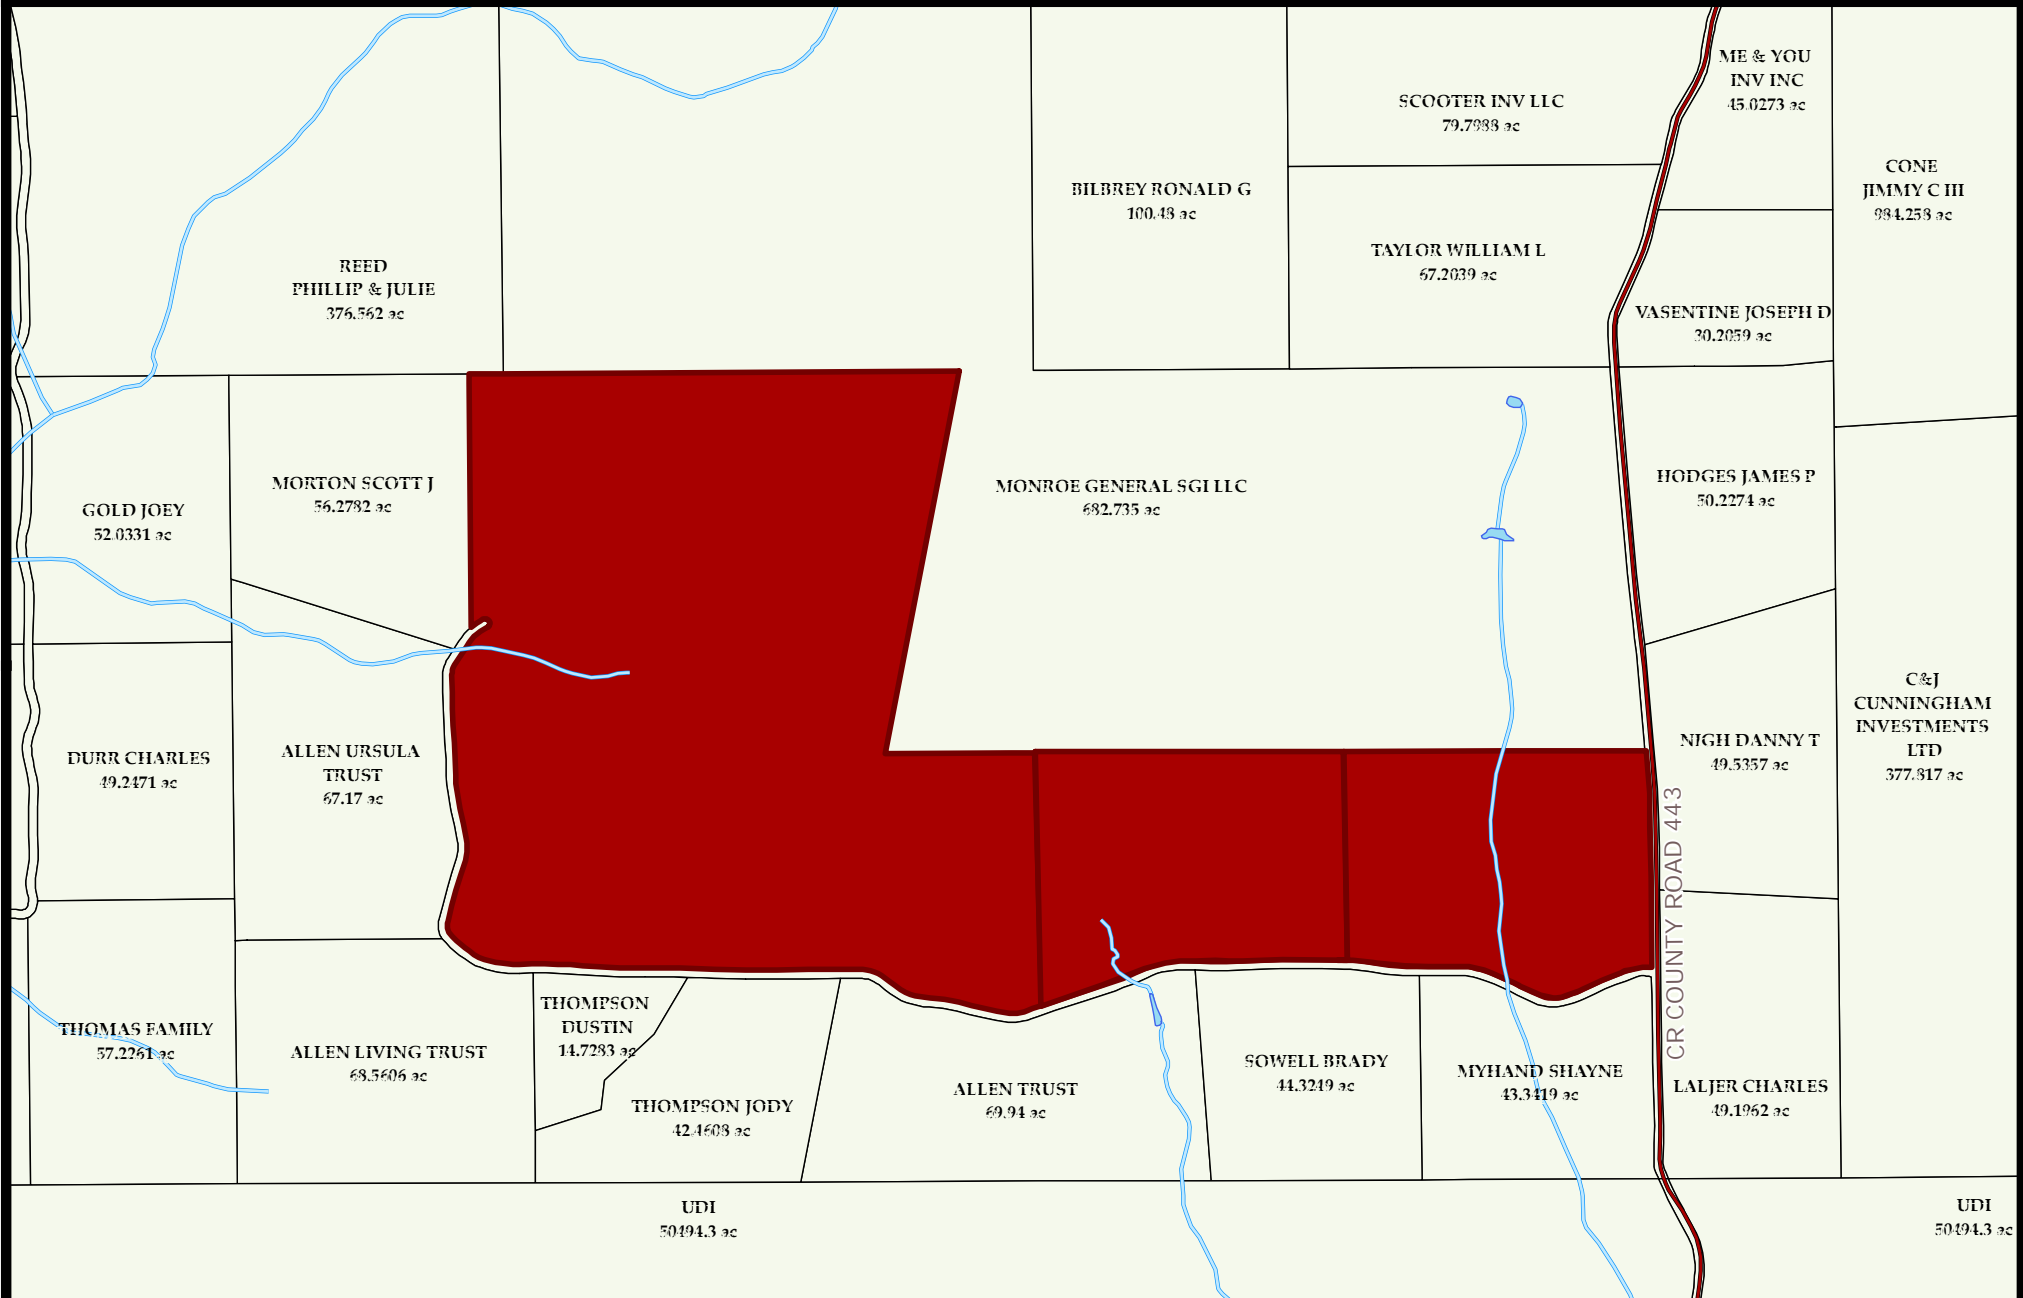 ME & YOU
INV INC
45.0273 ac
SCOOTER INV LLC
79.7988 ac
CONE
JIMMY C III
984.258 ac
BILBREY RONALD G
100.48 ac
TAYLOR WILLIAM L
67.2039 ac
REED
PHILLIP & JULIE
376.562 ac
VASENTINE JOSEPH D
30.2059 ac
MORTON SCOTT J
56.2782 ac
MONROE GENERAL SGI LLC
682.735 ac
HODGES JAMES P
50.2274 ac
GOLD JOEY
52.0331 ac
C&J
CUNNINGHAM
INVESTMENTS
LTD
377.817 ac
NIGH DANNY T
49.5357 ac
ALLEN URSULA
TRUST
67.17 ac
DURR CHARLES
49.2471 ac
CR COUNTY ROAD 443
THOMPSON
DUSTIN
14.7283 ac
THOMAS FAMILY
57.2261 ac
ALLEN LIVING TRUST
68.5606 ac
SOWELL BRADY
44.3249 ac
MYHAND SHAYNE
43.3419 ac
ALLEN TRUST
69.94 ac
LALJER CHARLES
49.1962 ac
THOMPSON JODY
42.4608 ac
UDI
50494.3 ac
UDI
50494.3 ac